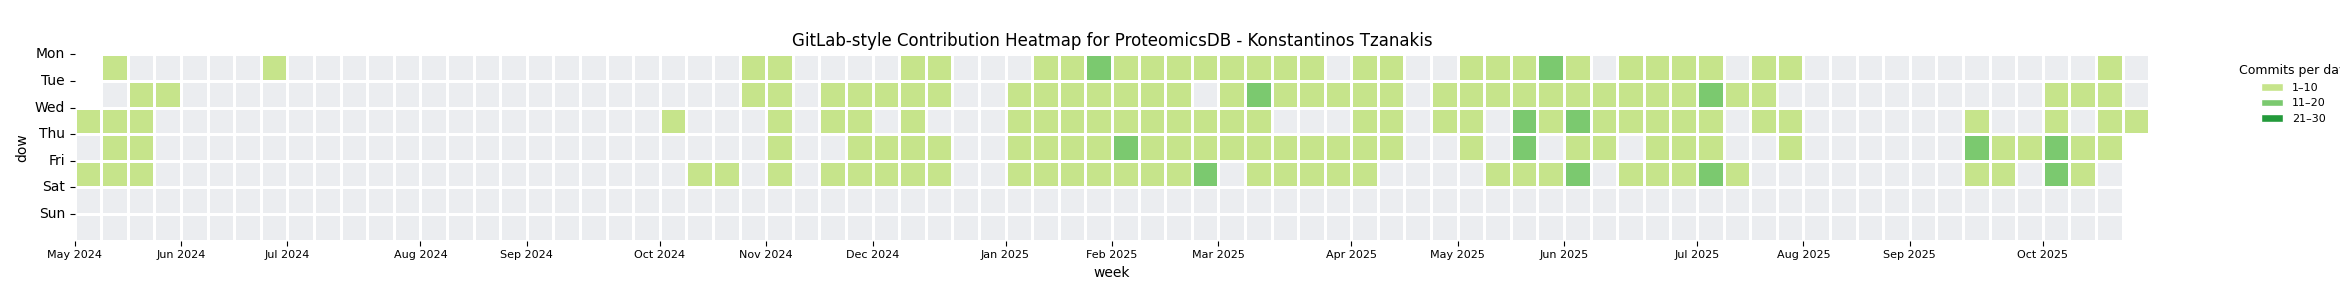 GitLab-style Contribution Heatmap for ProteomicsDB - Konstantinos Tzanakis
Mon
Tue
Wed
Thu
Fri
Sat
Sun
dow
May 2024 Jun 2024 Jul 2024 Aug 2024 Sep 2024 Oct 2024 Nov 2024 Dec 2024 Jan 2025 Feb 2025 Mar 2025 Apr 2025 May 2025 Jun 2025 Jul 2025 Aug 2025 Sep 2025 Oct 2025
week
Commits per da
1–10
11–20
21–30